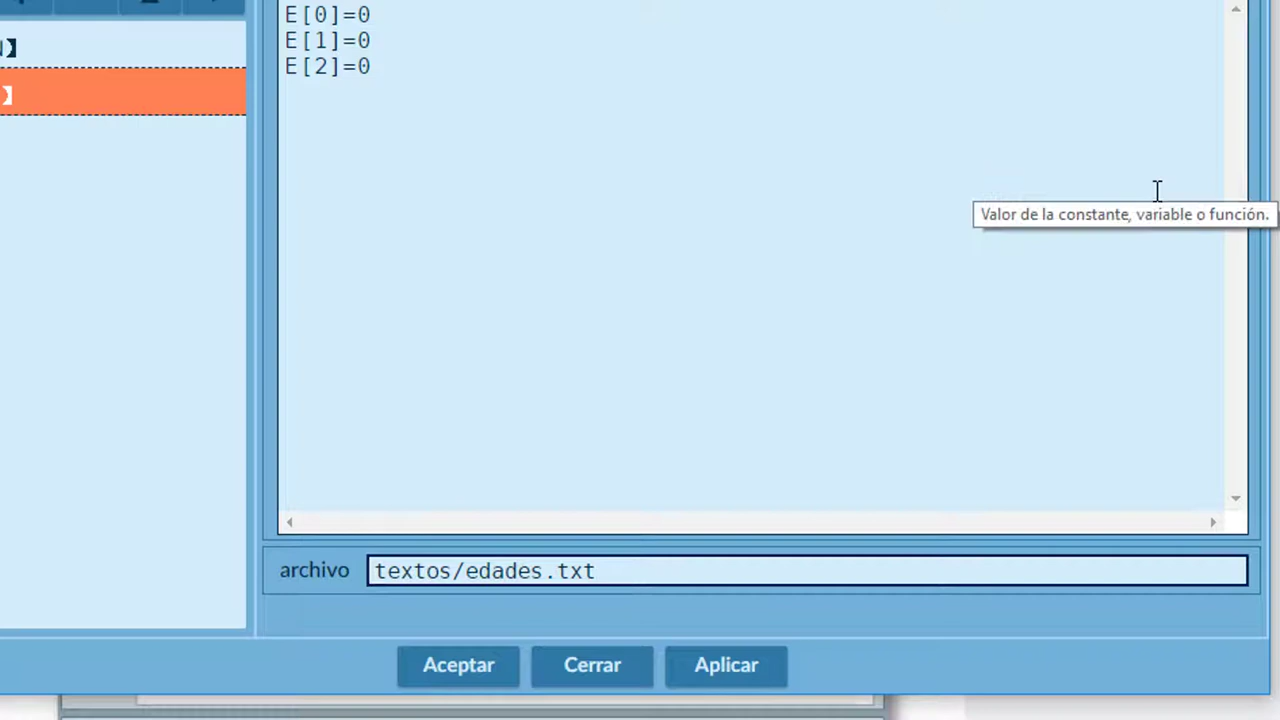 E[0]=0
E[1]=0
E[2]=0
Valor de la constante, variable o función.
archivo textos/edades.txt
Aceptar Cerrar Aplicar